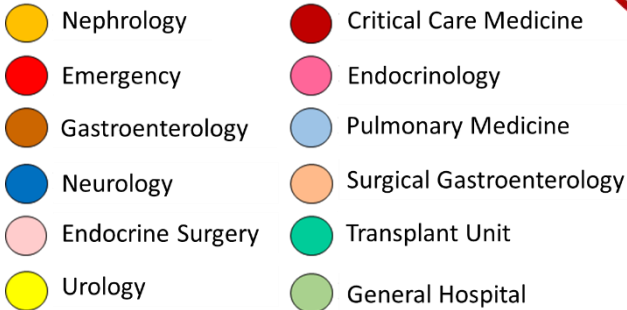 Nephrology
Emergency
Gastroenterology
Neurology
Endocrine Surgery
Urology
Critical Care Medicine
Endocrinology
Pulmonary Medicine
Surgical Gastroenterology
Transplant Unit
General Hospital